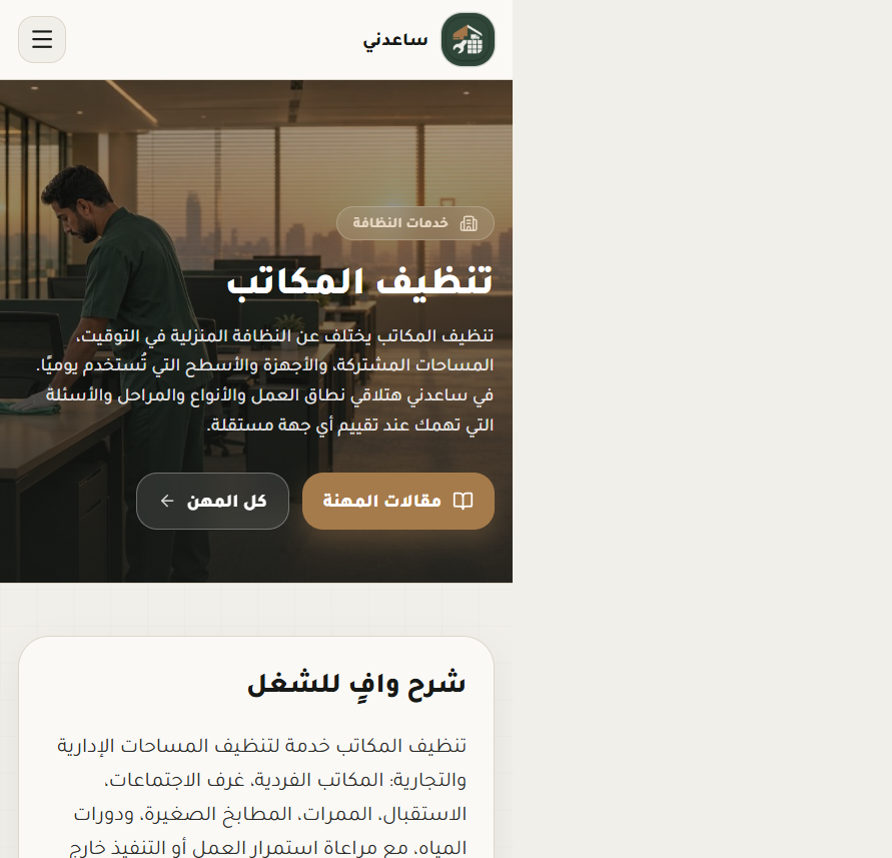 ساعدني
خدمات النظافة
تنظيف المكاتب
تنظيف المكاتب يختلف عن النظافة المنزلية في التوقيت،
المساحات المشتركة، والأجهزة والأسطح التي تُستخدم يوميًا.
في ساعدني هتلاقي نطاق العمل والأنواع والمراحل والأسئلة
التي تهمك عند تقييم أي جهة مستقلة.
مقالات المهنة
كل المهن
شرح وافٍ للشغل
تنظيف المكاتب خدمة لتنظيف المساحات الإدارية
والتجارية: المكاتب الفردية، غرف الاجتماعات،
الاستقبال، الممرات، المطابخ الصغيرة، ودورات
المياه، مع مراعاة استمرار العمل أو التنفيذ خارج